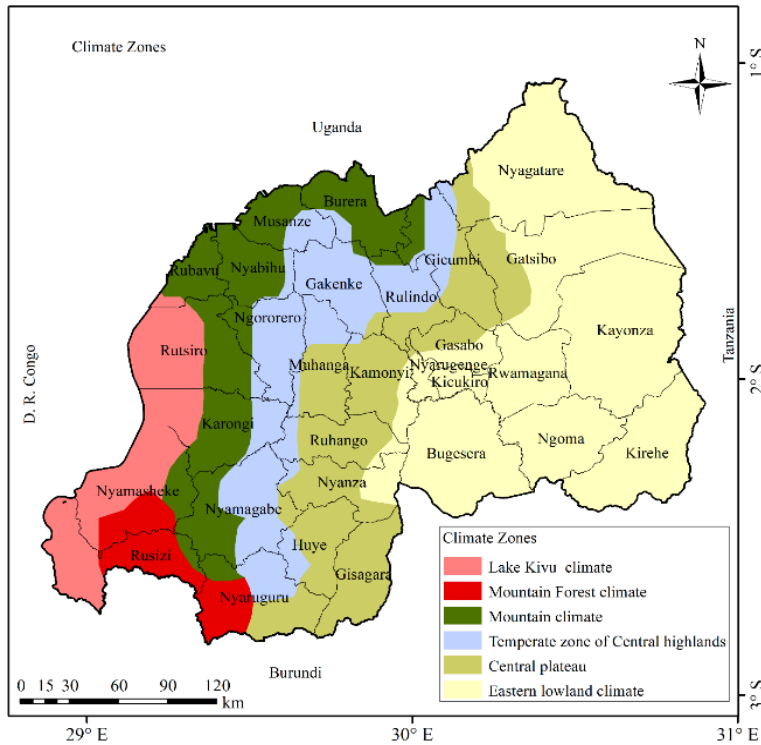 Climate Zones
N
1° S
Uganda
Nyagatare
Burera
Musanze
Rubavu
Nyabihu
Gicumbi
Gatsibo
Gakenke
Rulindo
Ngororero
Kayonza
Tanzania
D. R. Congo
Rutsiro
Gasabo
Muhanga
Kamonyi
Nyarugenge
Kicukiro
Rwamagana
2° S
Karongi
Ruhango
Bugesera
Ngoma
Kirehe
Nyamasheke
Nyanza
Nyamagabe
Rusizi
Huye
Gisagara
Nyaruguru
Burundi
Climate Zones
Lake Kivu climate
Mountain Forest climate
Mountain climate
Temperate zone of Central highlands
Central plateau
Eastern lowland climate
0 15 30 60 90 120
km
3° S
29° E 30° E 31° E